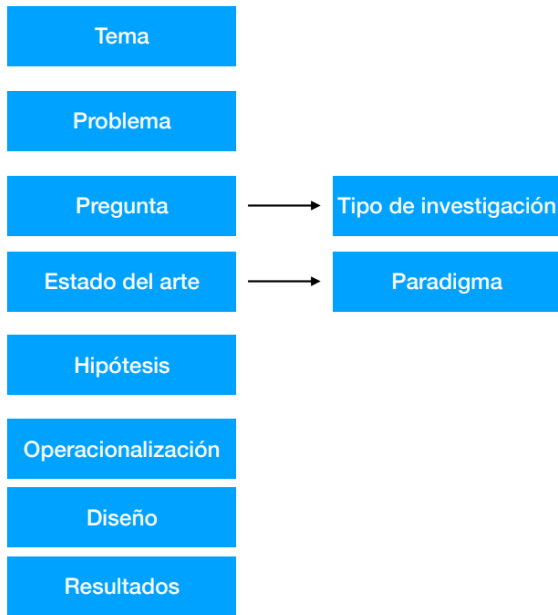 Tema
Problema
Pregunta
Tipo de investigación
Estado del arte
Paradigma
Hipótesis
Operacionalización
Diseño
Resultados